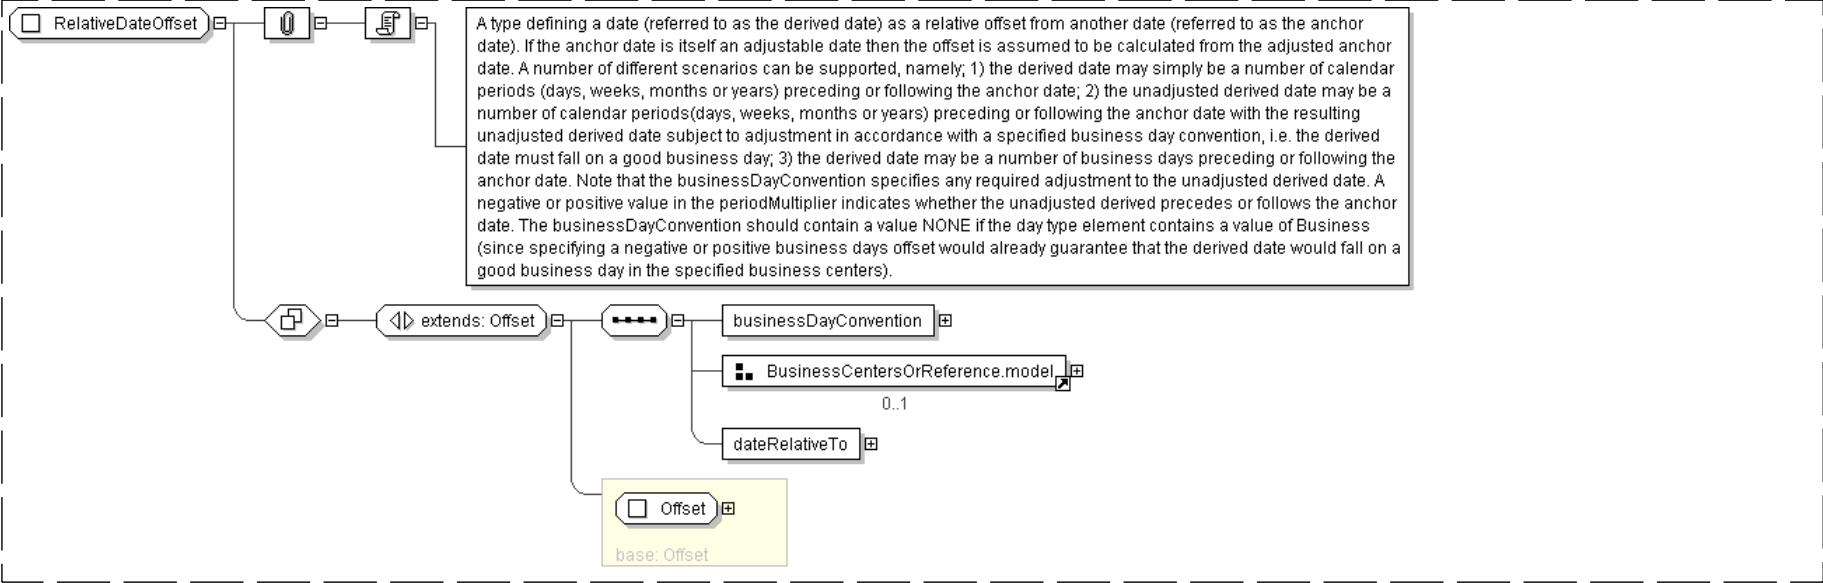 RelativeDateOffset
A type defining a date (referred to as the derived date) as a relative offset from another date (referred to as the anchor
date). If the anchor date is itself an adjustable date then the offset is assumed to be calculated from the adjusted anchor
date. A number of different scenarios can be supported, namely; 1) the derived date may simply be a number of calendar
periods (days, weeks, months or years) preceding or following the anchor date; 2) the unadjusted derived date may be a
number of calendar periods(days, weeks, months or years) preceding or following the anchor date with the resulting
unadjusted derived date subject to adjustment in accordance with a specified business day convention, i.e. the derived
date must fall on a good business day; 3) the derived date may be a number of business days preceding or following the
anchor date. Note that the businessDayConvention specifies any required adjustment to the unadjusted derived date. A
negative or positive value in the periodMultiplier indicates whether the unadjusted derived precedes or follows the anchor
date. The businessDayConvention should contain a value NONE if the day type element contains a value of Business
(since specifying a negative or positive business days offset would already guarantee that the derived date would fall on a
good business day in the specified business centers).
extends: Offset
businessDayConvention
BusinessCentersOrReference.model
0..1
dateRelativeTo
Offset
base: Offset